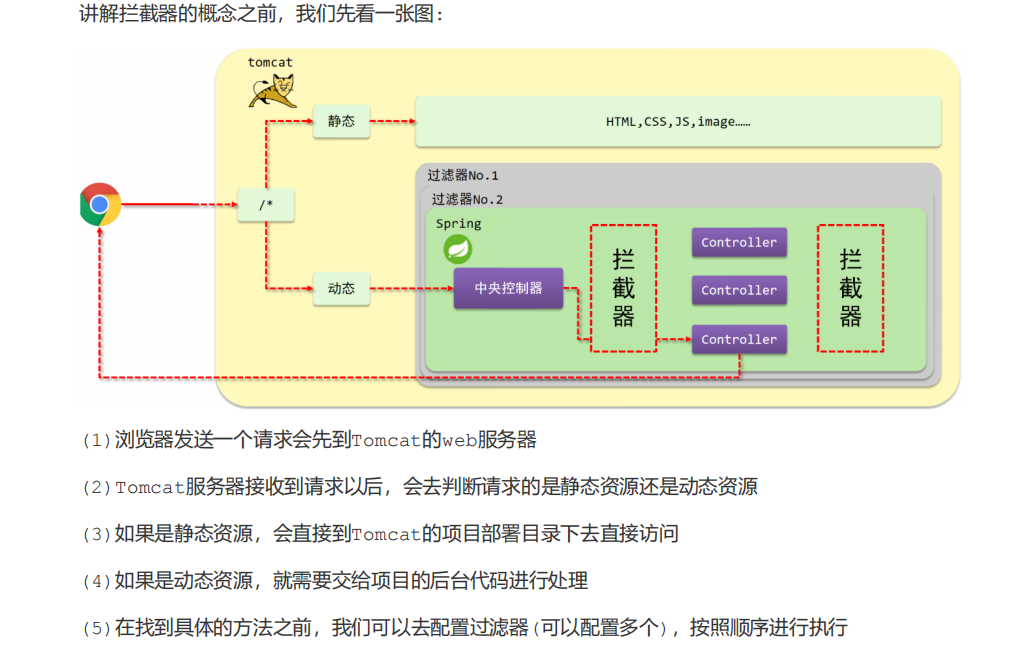 讲解拦截器的概念之前，我们先看一张图：
tomcat
静态
HTML,CSS,JS,image……
过滤器No.1
过滤器No.2
/*
Spring
动态
中央控制器
拦截器
Controller
Controller
Controller
拦截器
(1)浏览器发送一个请求会先到Tomcat的web服务器
(2)Tomcat服务器接收到请求以后，会去判断请求的是静态资源还是动态资源
(3)如果是静态资源，会直接到Tomcat的项目部署目录下去直接访问
(4)如果是动态资源，就需要交给项目的后台代码进行处理
(5)在找到具体的方法之前，我们可以去配置过滤器(可以配置多个)，按照顺序进行执行